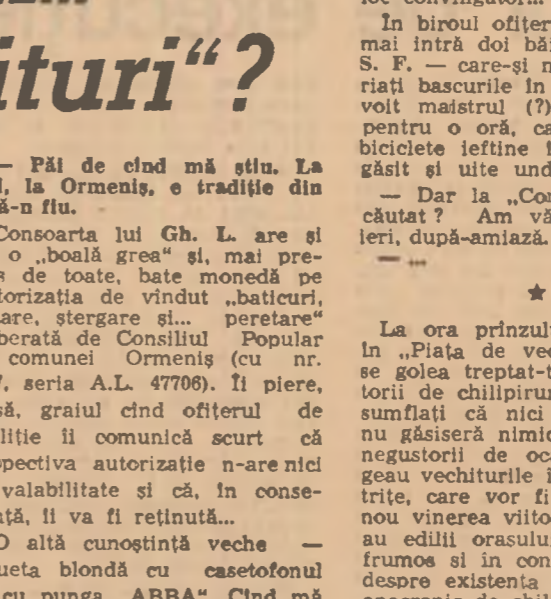 ituri“?
— Păi de cînd mă știu. La
, la Ormeniș, e tradiție din
ă-n fiu.
Consoarta lui Gh. L. are și
o „boală grea“ și, mai pre-
s de toate, bate monedă pe
torizația de vîndut „baticuri,
are, ștergare și... peretare“
berată de Consiliul Popular
comunei Ormeniș (cu nr.
7, seria A.L. 47706). Îi piere,
să, graiul cînd ofițerul de
liție îi comunică scurt că
pectiva autorizație n-are nici
valabilitate și că, în conse-
ță, îi va fi reținută...
O altă cunoștință veche —
ueta blondă cu casetofonul
cu punga „ABBA“. Cînd mă
loc convingător...
În biroul ofițer
mai intră doi băi
S. F. — care-și n
riați bascurile în
voit maistrul (?)
pentru o oră, ca
biciclete ieftine
găsit și uite und
— Dar la „Con
căutat? Am vă
ieri, după-amiază.
— ...
★
La ora prînzul
în „Piața de vec
se golea treptat-t
torii de chilipirur
sumflați că nici
nu găsiseră nimic
negustorii de oca
geau vechiturile î
trițe, care vor fi
nou vinerea viito
au edilii orașului
frumos și în con
despre existența